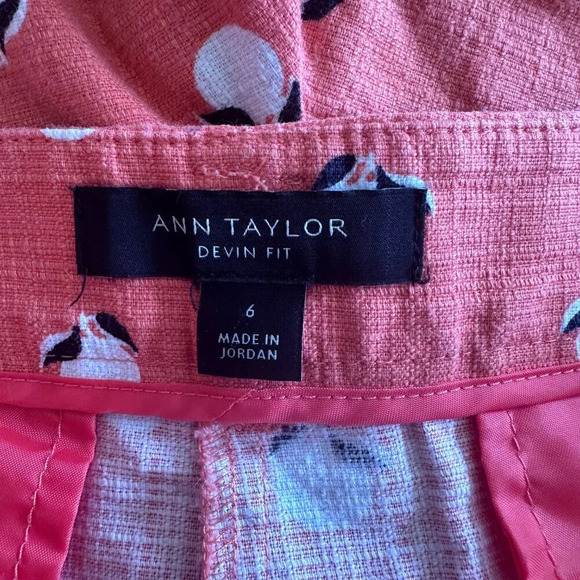 ANN TAYLOR
DEVIN FIT
6
MADE IN
JORDAN